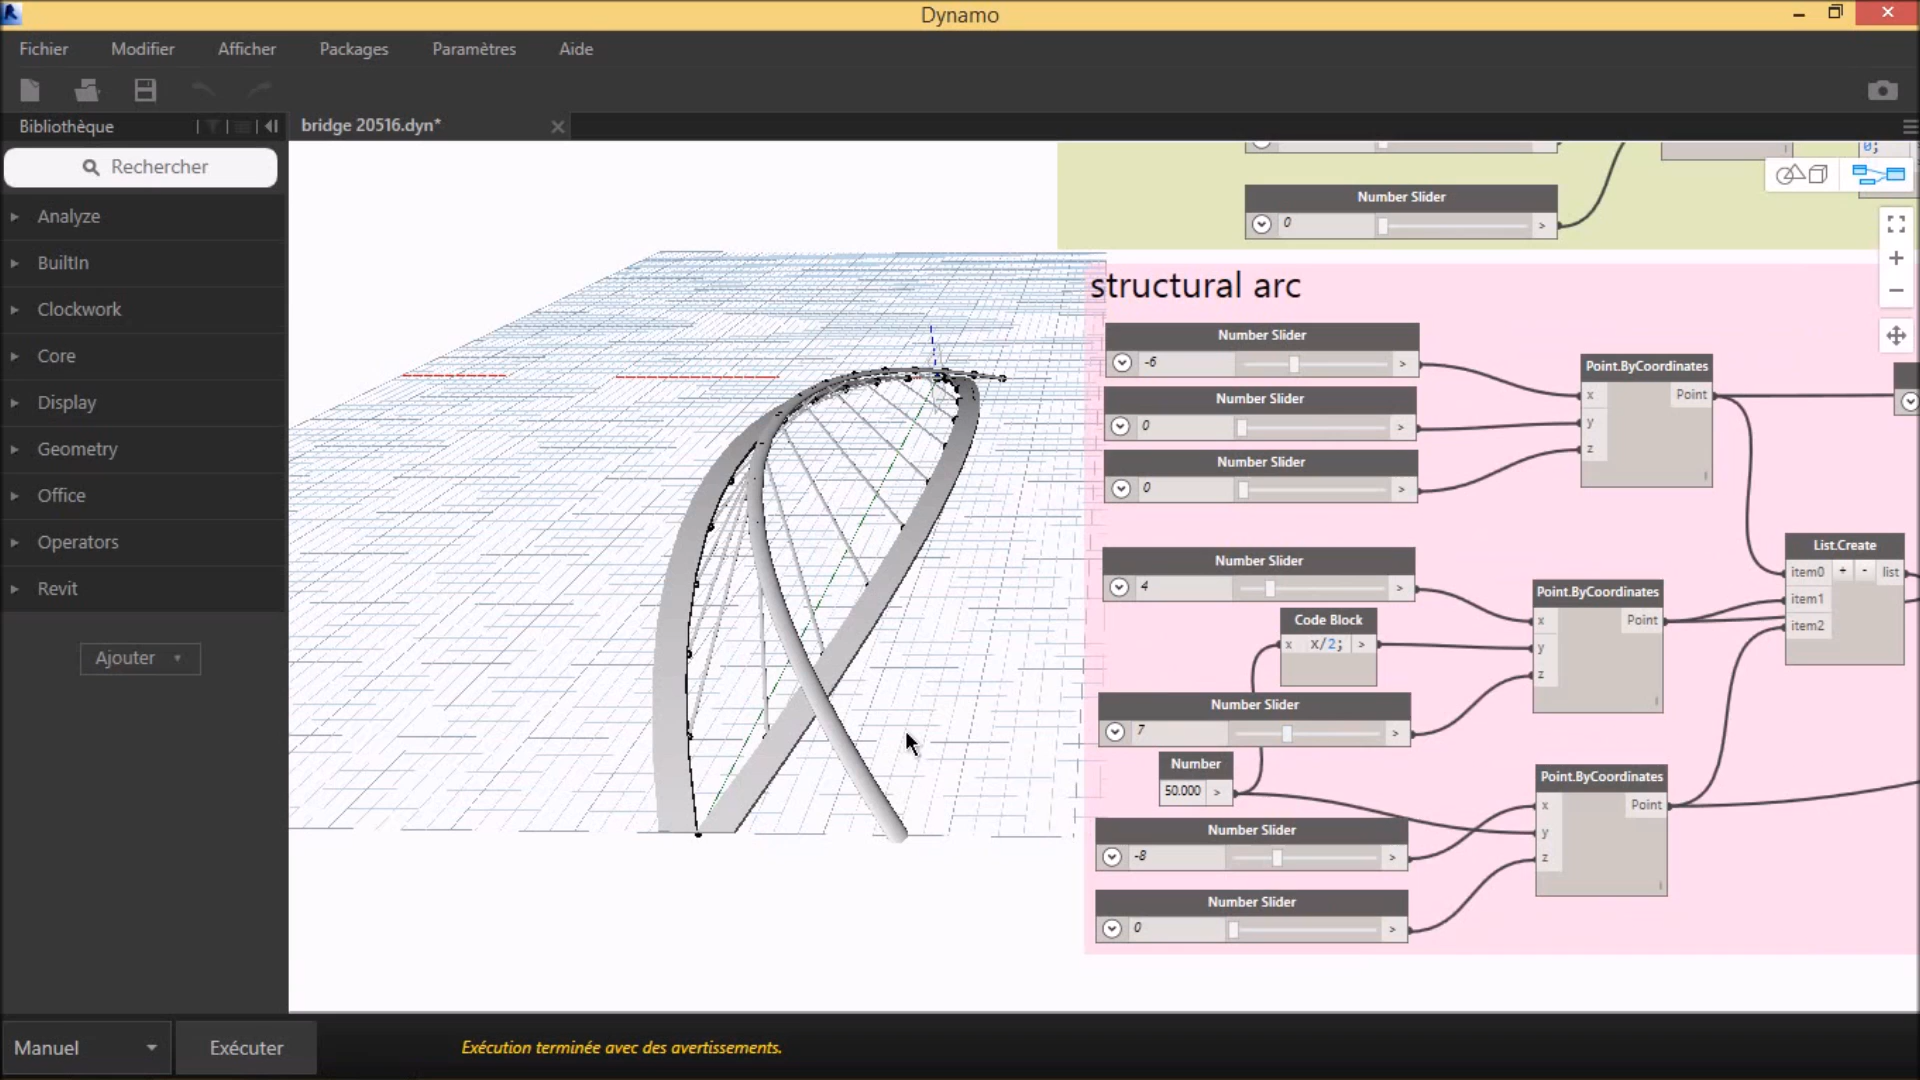 Dynamo
Fichier Modifier Afficher Packages Paramètres Aide
Bibliothèque
bridge 20516.dyn*
Rechercher
Analyze
BuiltIn
Clockwork
Core
Display
Geometry
Office
Operators
Revit
Ajouter
0;
Number Slider
0 >
structural arc
Number Slider
-6 >
Number Slider
0 >
Number Slider
0 >
Point.ByCoordinates
x Point
y
z
Number Slider
4 >
Code Block
x x/2; >
Number Slider
7 >
Number
50.000 >
Point.ByCoordinates
x Point
y
z
List.Create
item0 + - list
item1
item2
Number Slider
-8 >
Number Slider
0 >
Point.ByCoordinates
x Point
y
z
Manuel Exécuter Exécution terminée avec des avertissements.